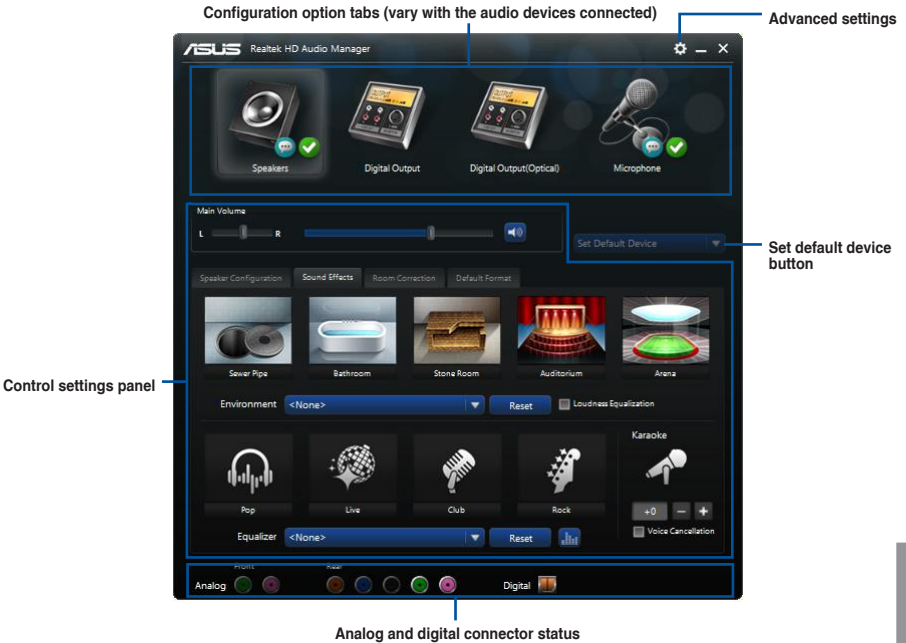 Configuration option tabs (vary with the audio devices connected)
Advanced settings
ASUS Realtek HD Audio Manager
Speakers
Digital Output
Digital Output(Optical)
Microphone
Main Volume
L R
Set Default Device
Set default device
button
Speaker Configuration
Sound Effects
Room Correction
Default Format
Sewer Pipe
Bathroom
Stone Room
Auditorium
Arena
Control settings panel
Environment <None> Reset Loudness Equalization
Karaoke
Pop
Live
Club
Rock
+0 − +
Equalizer <None> Reset Voice Cancellation
Front
Rear
Analog
Digital
Analog and digital connector status